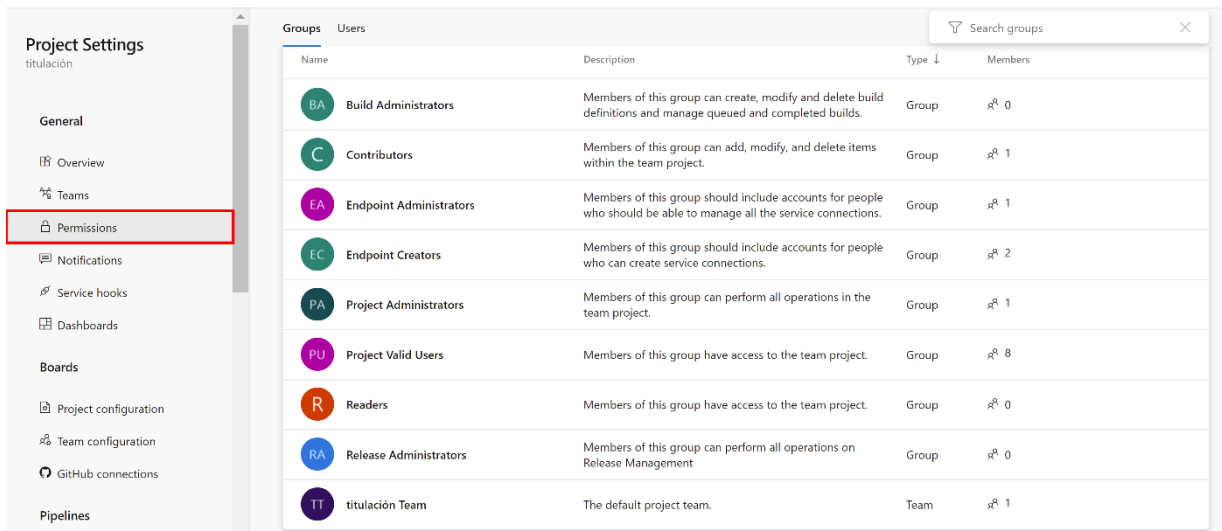 Project Settings
titulación
General
Overview
Teams
Permissions
Notifications
Service hooks
Dashboards
Boards
Project configuration
Team configuration
GitHub connections
Pipelines
Groups Users
Search groups
Name Description Type ↓ Members
BA Build Administrators Members of this group can create, modify and delete build Group 0
definitions and manage queued and completed builds.
C Contributors Members of this group can add, modify, and delete items Group 1
within the team project.
EA Endpoint Administrators Members of this group should include accounts for people Group 1
who should be able to manage all the service connections.
EC Endpoint Creators Members of this group should include accounts for people Group 2
who can create service connections.
PA Project Administrators Members of this group can perform all operations in the Group 1
team project.
PU Project Valid Users Members of this group have access to the team project. Group 8
R Readers Members of this group have access to the team project. Group 0
RA Release Administrators Members of this group can perform all operations on Group 0
Release Management
TT titulación Team The default project team. Team 1